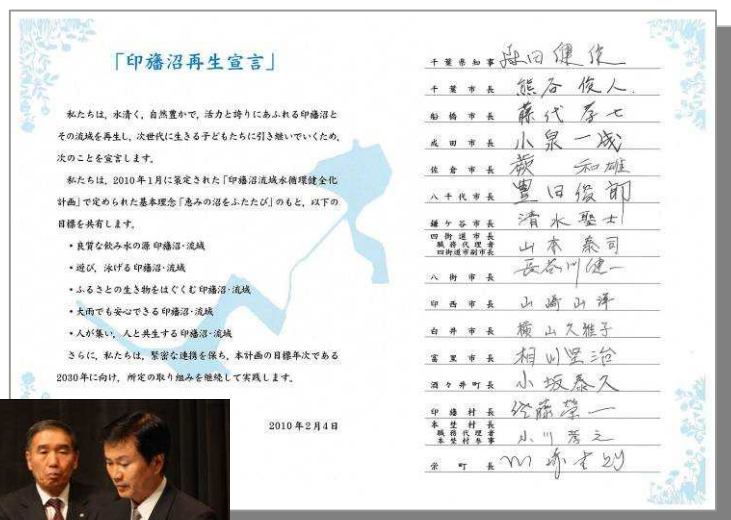 「印旛沼再生宣言」
私たちは，水清く，自然豊かで，活力と誇りにあふれる印旛沼と
その流域を再生し，次世代に生きる子どもたちに引き継いでいくため，
次のことを宣言します。
私たちは，2010年1月に策定された「印旛沼流域水循環健全化
計画」で定められた基本理念「恵みの沼をふたたび」のもと，以下の
目標を共有します。
・良質な飲み水の源 印旛沼・流域
・遊び，泳げる印旛沼・流域
・ふるさとの生き物をはぐくむ印旛沼・流域
・大雨でも安心できる印旛沼・流域
・人が集い，人と共生する印旛沼・流域
さらに，私たちは，緊密な連携を保ち，本計画の目標年次である
2030年に向け，所定の取り組みを継続して実践します。
2010年2月4日
千葉県知事 森田健作
千葉市長 熊谷俊人
船橋市長 藤代孝七
成田市長 小泉一成
佐倉市長 蕨 和雄
八千代市長 豊田俊郎
鎌ケ谷市長 清水聖士
四街道市長
職務代理者
四街道市副市長 山本泰司
八街市長 長谷川健一
印西市長 山﨑山洋
白井市長 横山久雅子
富里市長 相川堅治
酒々井町長 小坂泰久
印旛村長 佐藤榮一
本埜村長
職務代理者
本埜村参事 小川
栄町長 川崎